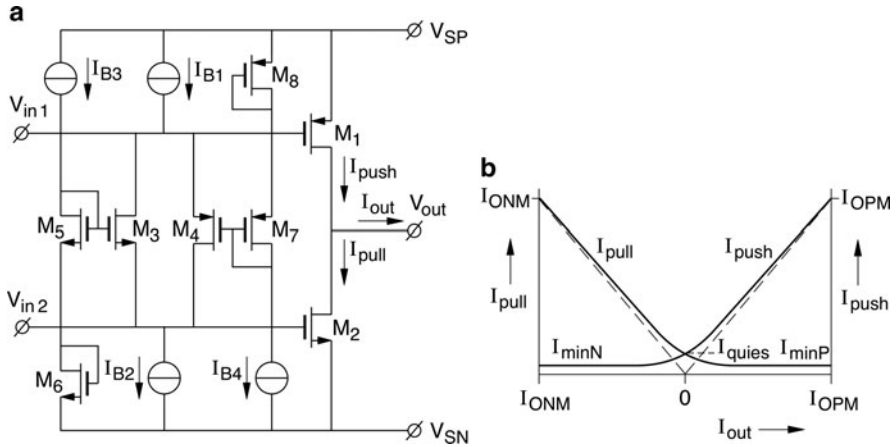 a
V_SP
I_B3
I_B1
M_8
V_in 1
M_1
I_push
I_out
V_out
M_5
M_3
M_4
M_7
I_pull
V_in 2
M_2
M_6
I_B2
I_B4
V_SN
b
I_ONM
I_OPM
I_pull
I_push
I_pull
I_push
I_minN
I_quies
I_minP
I_ONM
0
I_OPM
I_out